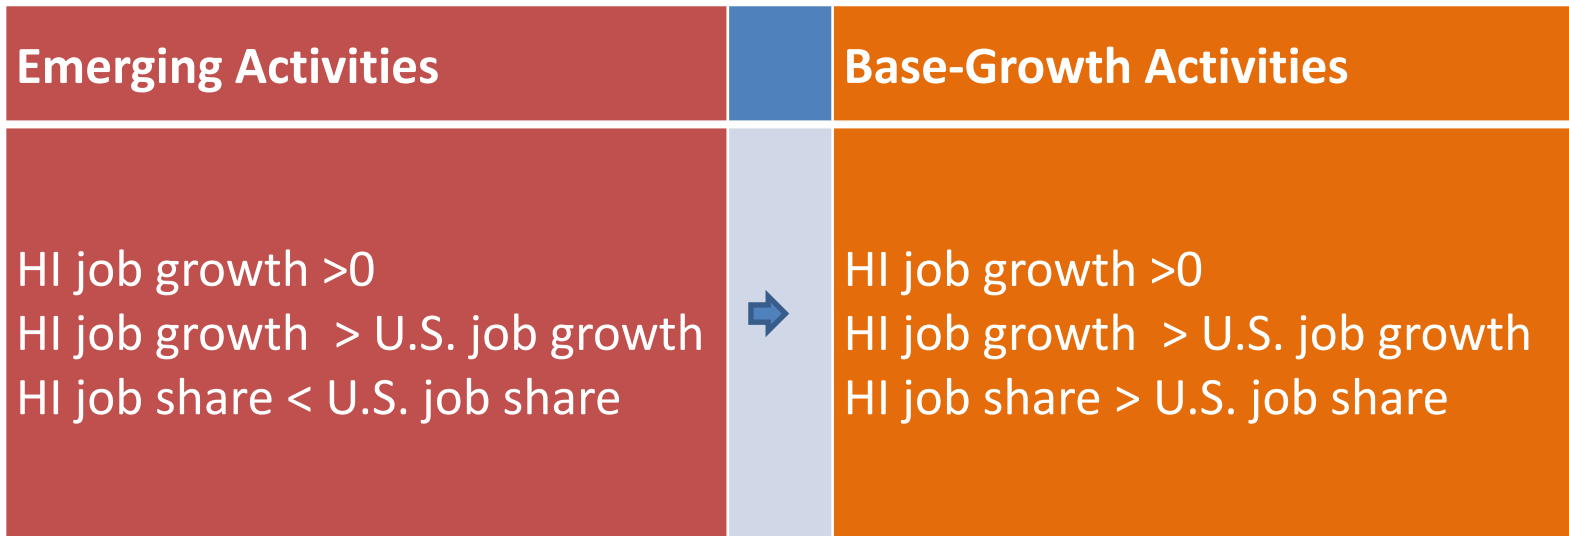 Emerging Activities
Base-Growth Activities
HI job growth >0
HI job growth  > U.S. job growth
HI job share < U.S. job share
HI job growth >0
HI job growth  > U.S. job growth
HI job share > U.S. job share